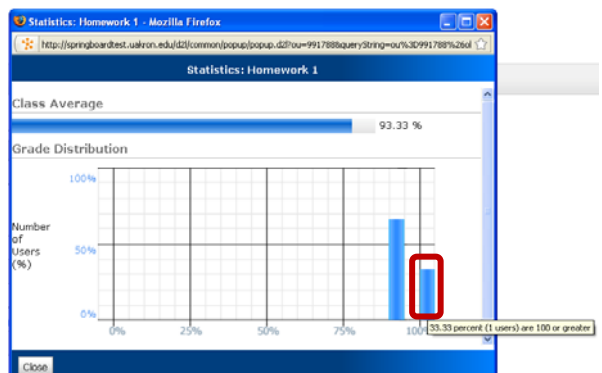 Statistics: Homework 1 - Mozilla Firefox
http://springboardtest.uakron.edu/d2l/common/popup/popup.d2l?ou=991788&queryString=ou%3D991788%26ol
Statistics: Homework 1
Class Average
93.33 %
Grade Distribution
100%
Number
of
Users
(%)
50%
0%
0%
25%
50%
75%
100
33.33 percent (1 users) are 100 or greater
Close